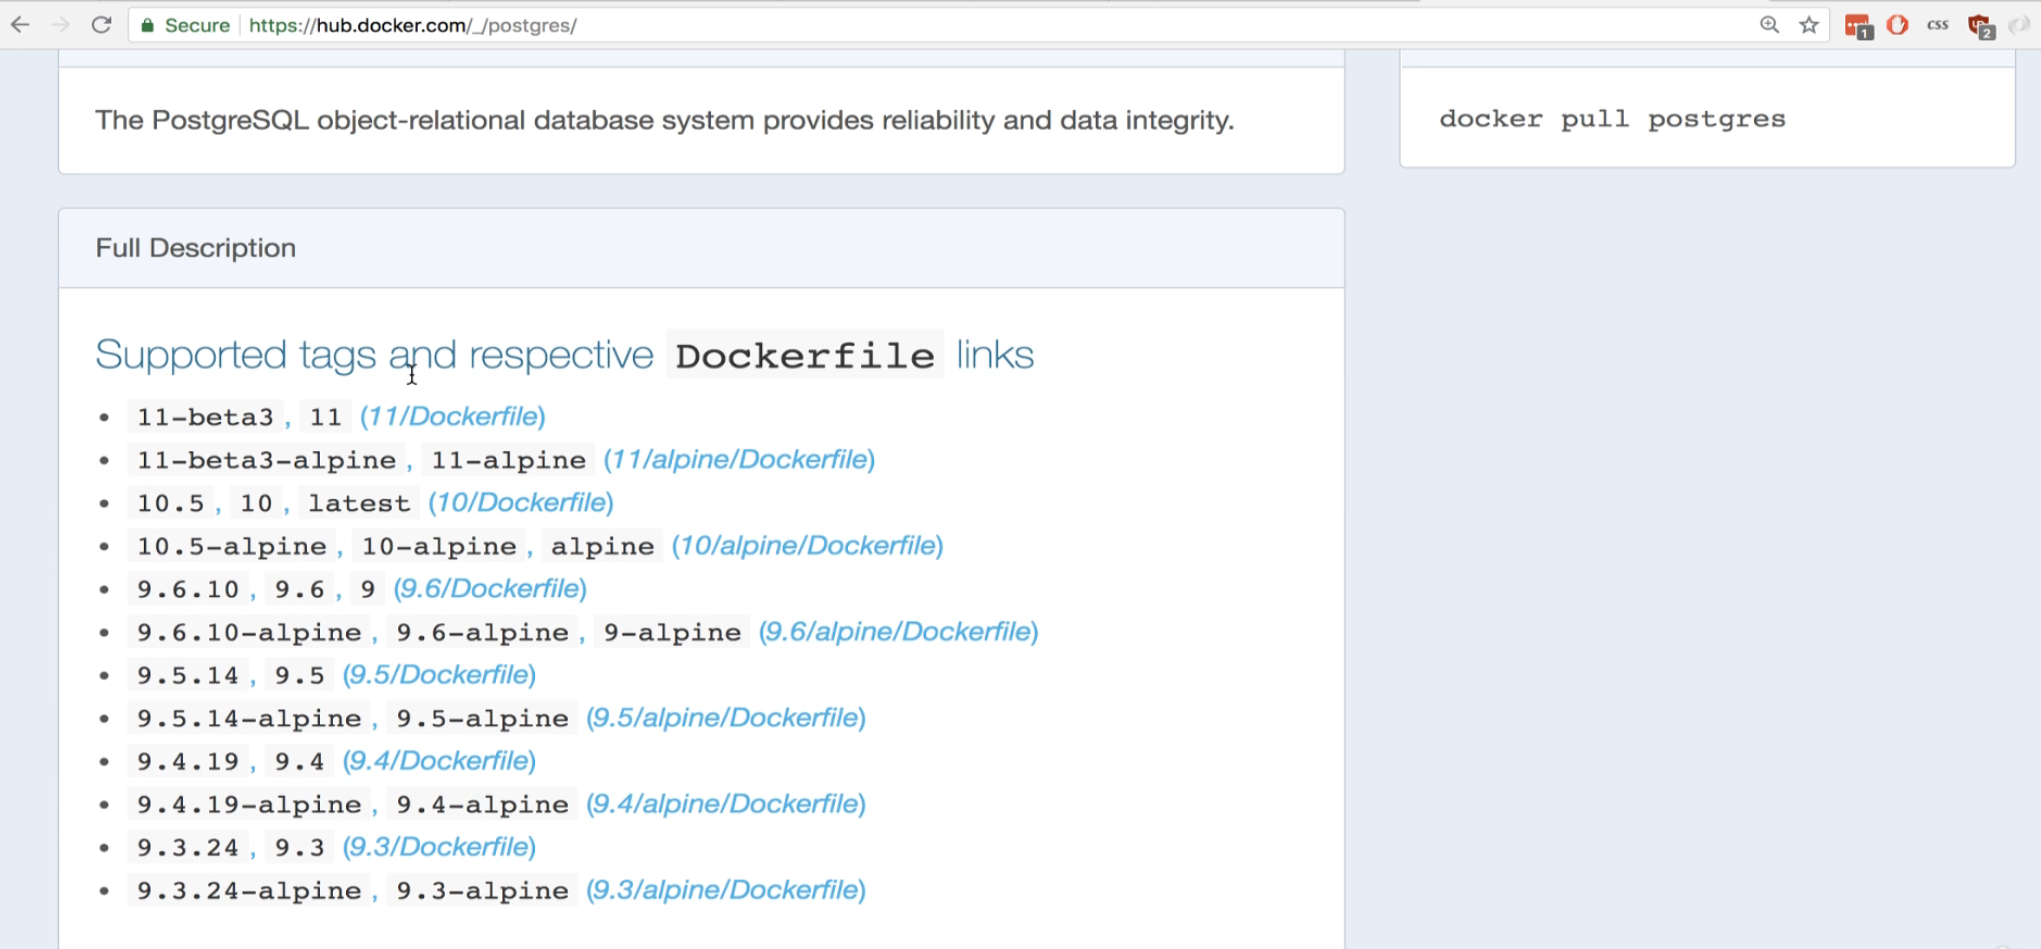 Secure https://hub.docker.com/_/postgres/
1
css
2
The PostgreSQL object-relational database system provides reliability and data integrity.
docker pull postgres
Full Description
Supported tags and respective Dockerfile links
• 11-beta3, 11 (11/Dockerfile)
• 11-beta3-alpine, 11-alpine (11/alpine/Dockerfile)
• 10.5, 10, latest (10/Dockerfile)
• 10.5-alpine, 10-alpine, alpine (10/alpine/Dockerfile)
• 9.6.10, 9.6, 9 (9.6/Dockerfile)
• 9.6.10-alpine, 9.6-alpine, 9-alpine (9.6/alpine/Dockerfile)
• 9.5.14, 9.5 (9.5/Dockerfile)
• 9.5.14-alpine, 9.5-alpine (9.5/alpine/Dockerfile)
• 9.4.19, 9.4 (9.4/Dockerfile)
• 9.4.19-alpine, 9.4-alpine (9.4/alpine/Dockerfile)
• 9.3.24, 9.3 (9.3/Dockerfile)
• 9.3.24-alpine, 9.3-alpine (9.3/alpine/Dockerfile)